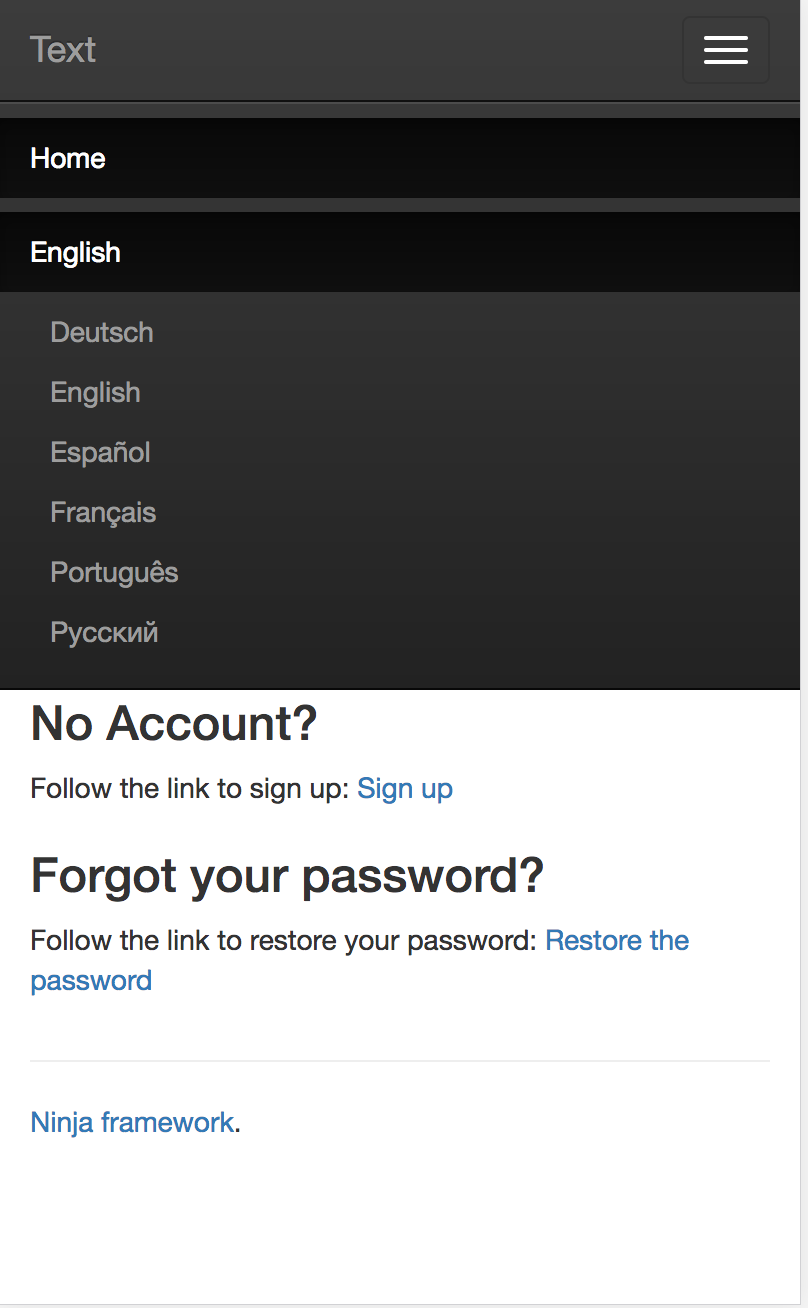 Text
Home
English
Deutsch
English
Español
Français
Português
Русский
No Account?
Follow the link to sign up: Sign up
Forgot your password?
Follow the link to restore your password: Restore the
password
Ninja framework.